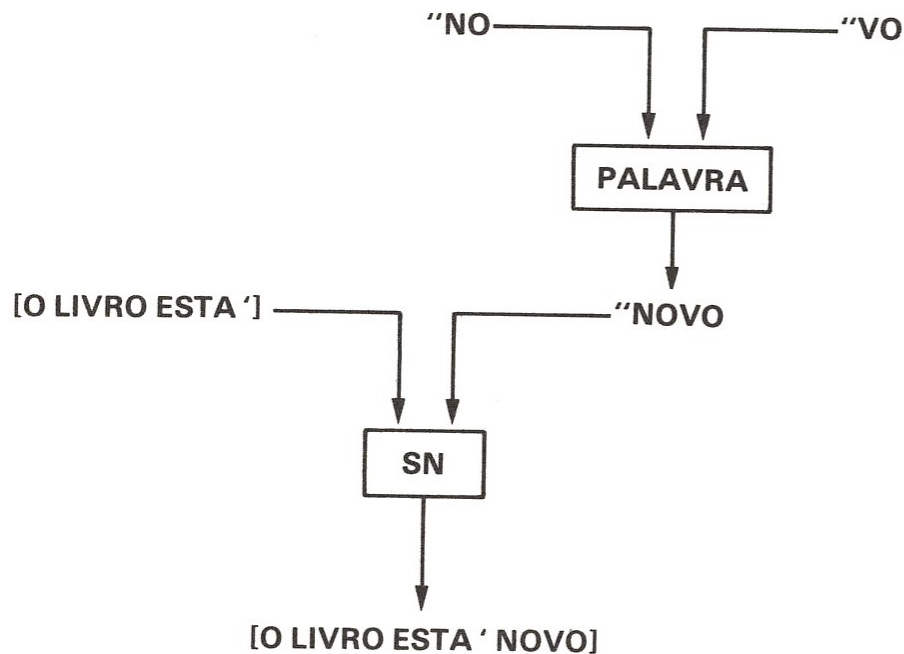 “NO “VO
PALAVRA
[O LIVRO ESTA ‘] “NOVO
SN
[O LIVRO ESTA ‘ NOVO]